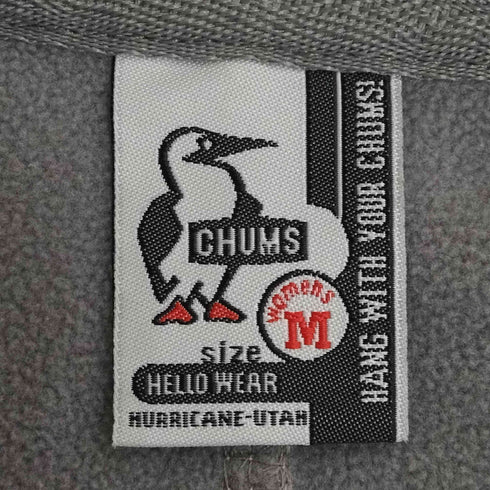 CHUMS
womens
M
size
HELLO WEAR
HURRICANE-UTAH
HANG WITH YOUR CHUMS!